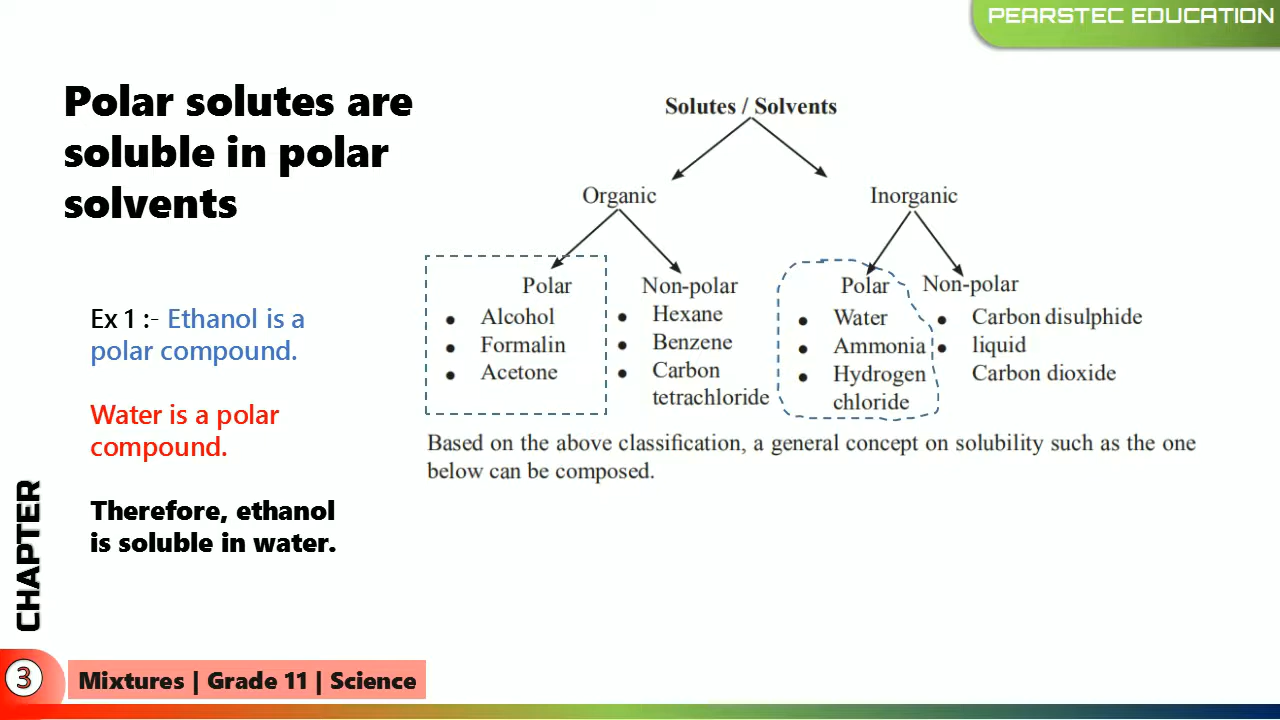 PEARSTEC EDUCATION
Polar solutes are
soluble in polar
solvents
Ex 1 :- Ethanol is a
polar compound.
Water is a polar
compound.
Therefore, ethanol
is soluble in water.
Solutes / Solvents
Organic
Inorganic
Polar
• Alcohol
• Formalin
• Acetone
Non-polar
• Hexane
• Benzene
• Carbon
tetrachloride
Polar
• Water
• Ammonia
• Hydrogen
chloride
Non-polar
• Carbon disulphide
• liquid
Carbon dioxide
Based on the above classification, a general concept on solubility such as the one
below can be composed.
CHAPTER
3
Mixtures | Grade 11 | Science